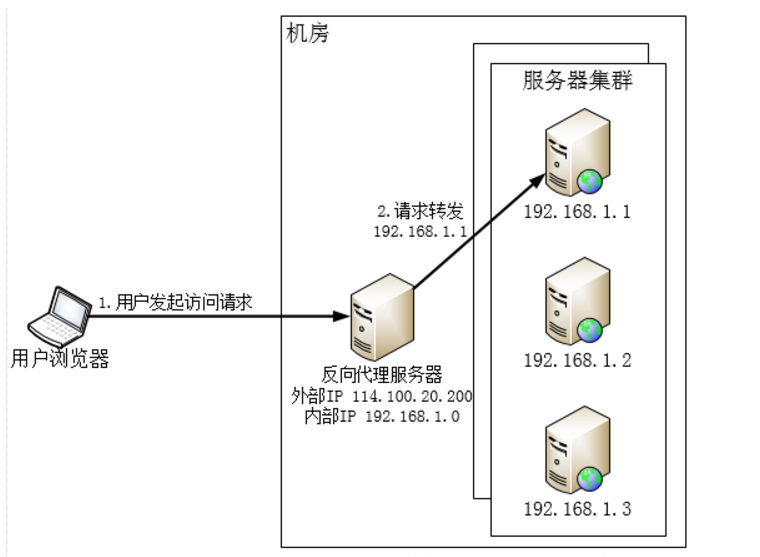 机房
服务器集群
192.168.1.1
2.请求转发
192.168.1.1
1.用户发起访问请求
用户浏览器
反向代理服务器
外部IP 114.100.20.200
内部IP 192.168.1.0
192.168.1.2
192.168.1.3